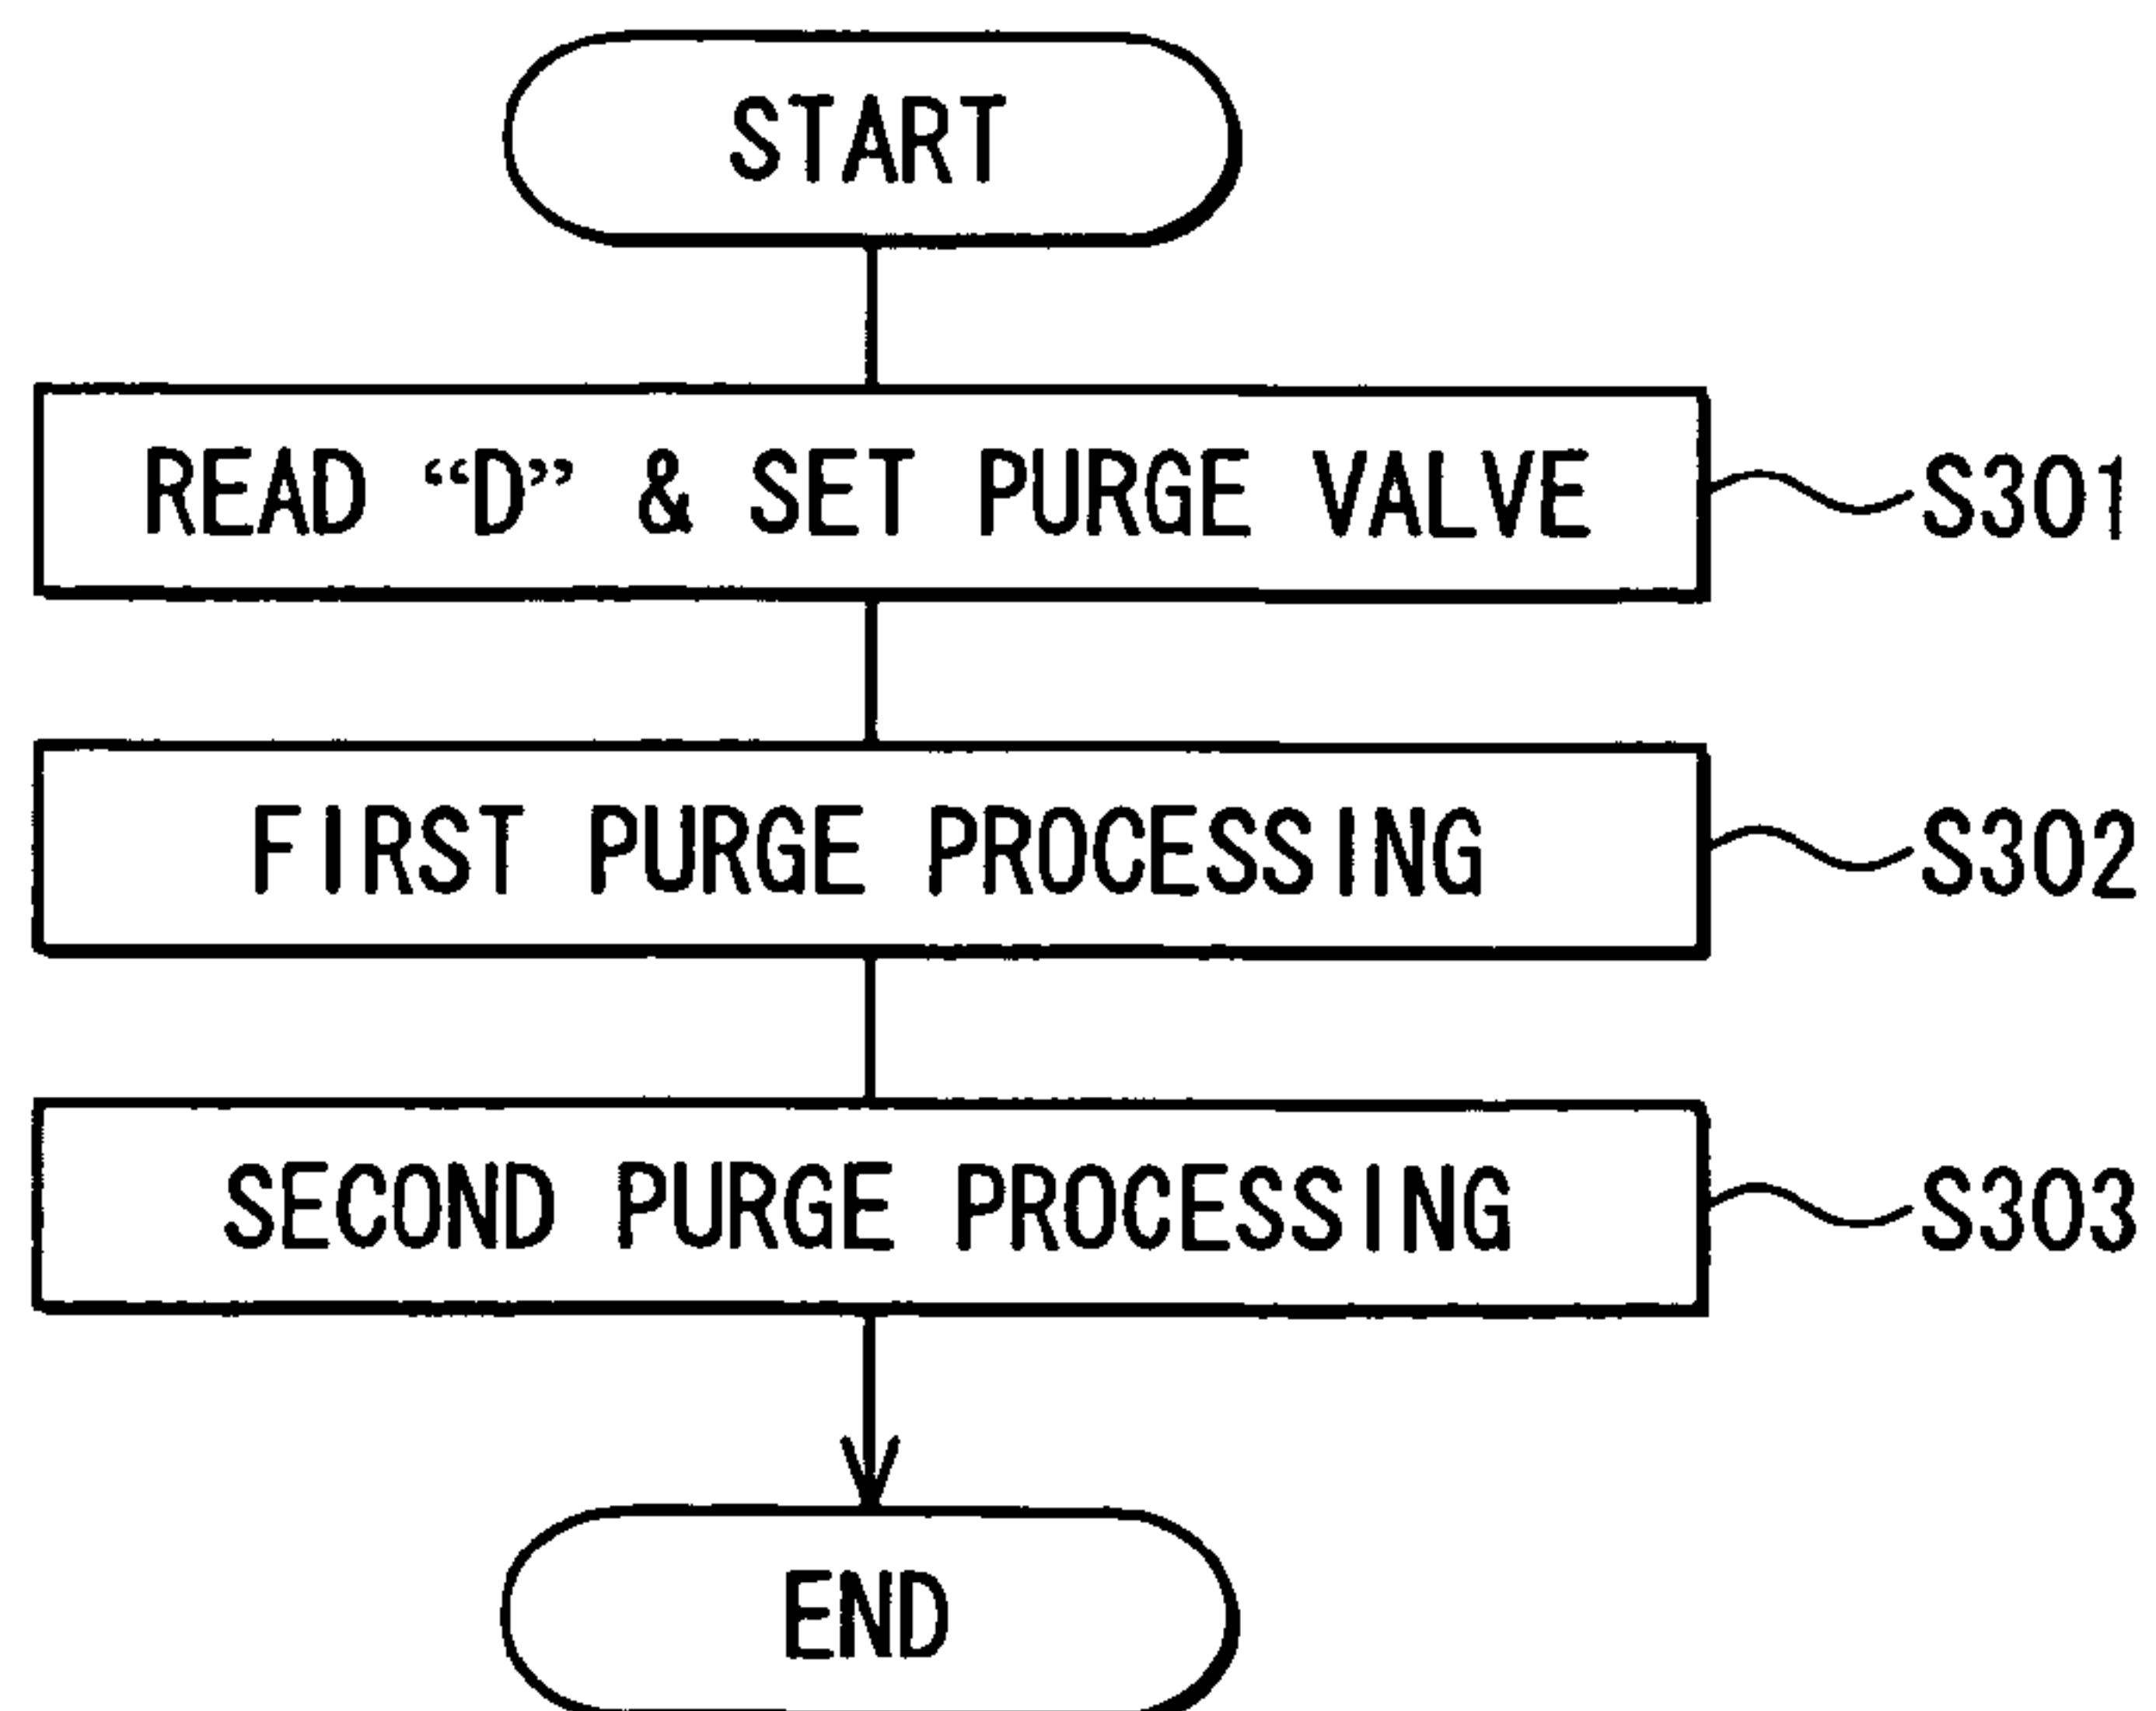 START
READ “D” & SET PURGE VALVE
S301
FIRST PURGE PROCESSING
S302
SECOND PURGE PROCESSING
S303
END